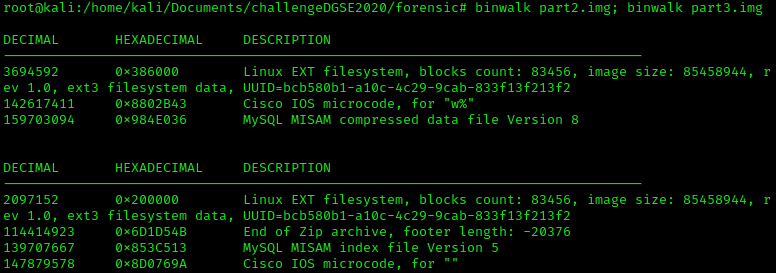 root@kali:/home/kali/Documents/challengeDGSE2020/forensic# binwalk part2.img; binwalk part3.img
DECIMAL       HEXADECIMAL     DESCRIPTION
--------------------------------------------------------------------------------
3694592       0×386000        Linux EXT filesystem, blocks count: 83456, image size: 85458944, r
ev 1.0, ext3 filesystem data, UUID=bcb580b1-a10c-4c29-9cab-833f13f213f2
142617411     0×8802B43       Cisco IOS microcode, for "w%"
159703094     0×984E036       MySQL MISAM compressed data file Version 8
DECIMAL       HEXADECIMAL     DESCRIPTION
--------------------------------------------------------------------------------
2097152       0×200000        Linux EXT filesystem, blocks count: 83456, image size: 85458944, r
ev 1.0, ext3 filesystem data, UUID=bcb580b1-a10c-4c29-9cab-833f13f213f2
114414923     0×6D1D54B       End of Zip archive, footer length: -20376
139707667     0×853C513       MySQL MISAM index file Version 5
147879578     0×8D0769A       Cisco IOS microcode, for ""